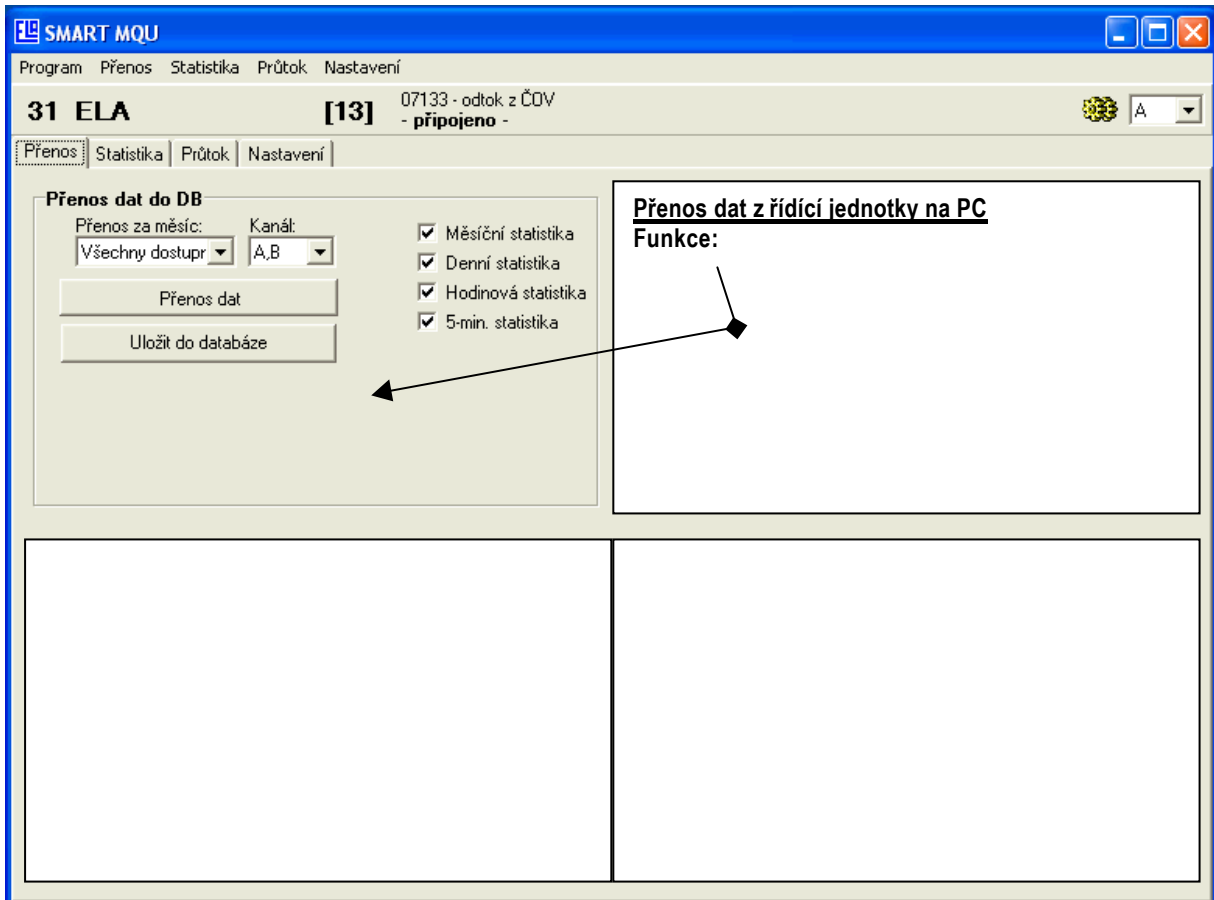 ELA SMART MQU
Program Přenos Statistika Průtok Nastavení
31 ELA [13] 07133 - odtok z ČOV
- připojeno -
A
Přenos Statistika Průtok Nastavení
Přenos dat do DB
Přenos za měsíc: Kanál:
Všechny dostupr A,B
Přenos dat
Uložit do databáze
Měsíční statistika
Denní statistika
Hodinová statistika
5-min. statistika
Přenos dat z řídící jednotky na PC
Funkce: